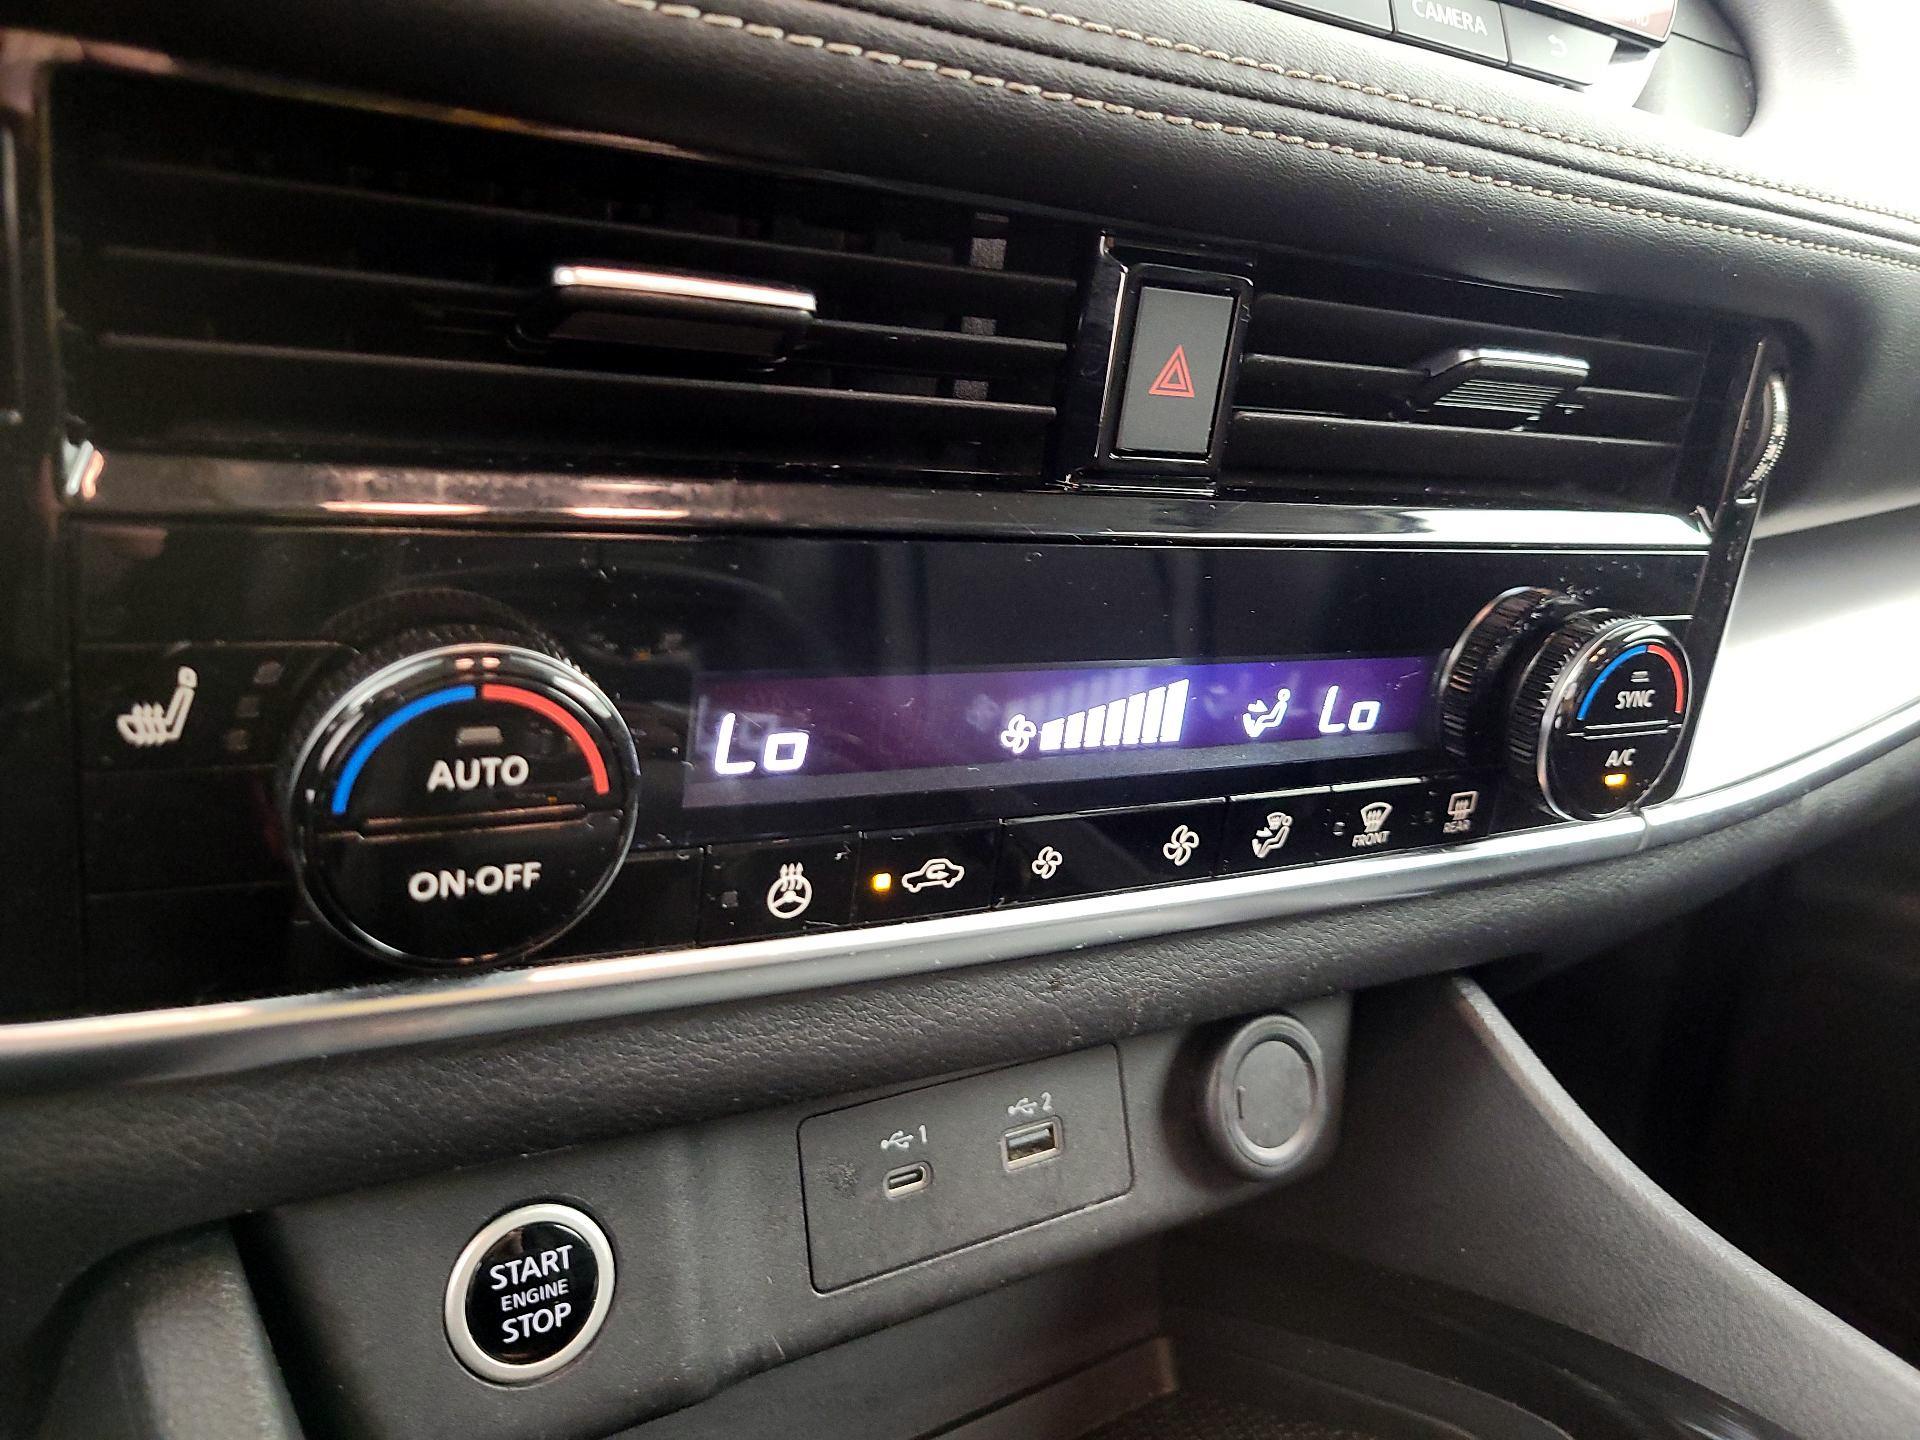 CAMERA
Lo
Lo
AUTO
ON·OFF
SYNC
A/C
FRONT
REAR
1
2
START
ENGINE
STOP